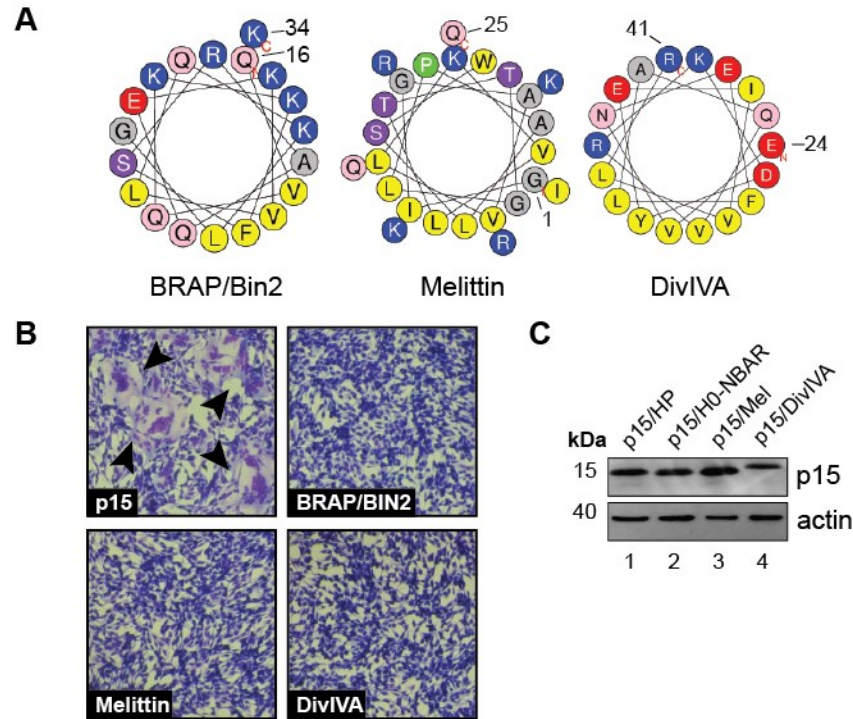 A
K 34
C
Q R Q 16
K K
E K
G K
S A
L V
Q V
Q L F
BRAP/Bin2
Q 25
C
R P K W
G T K
T A
S A
Q L V
L G I
I L L V G 1
K R
Melittin
41
A R K E
C
E I
N Q
R E 24
N
L D
L F
Y V V V
DivIVA
B
p15
BRAP/BIN2
Melittin
DivIVA
C
kDa
p15/HP
p15/H0-NBAR
p15/Mel
p15/DivIVA
15
p15
40
actin
1 2 3 4